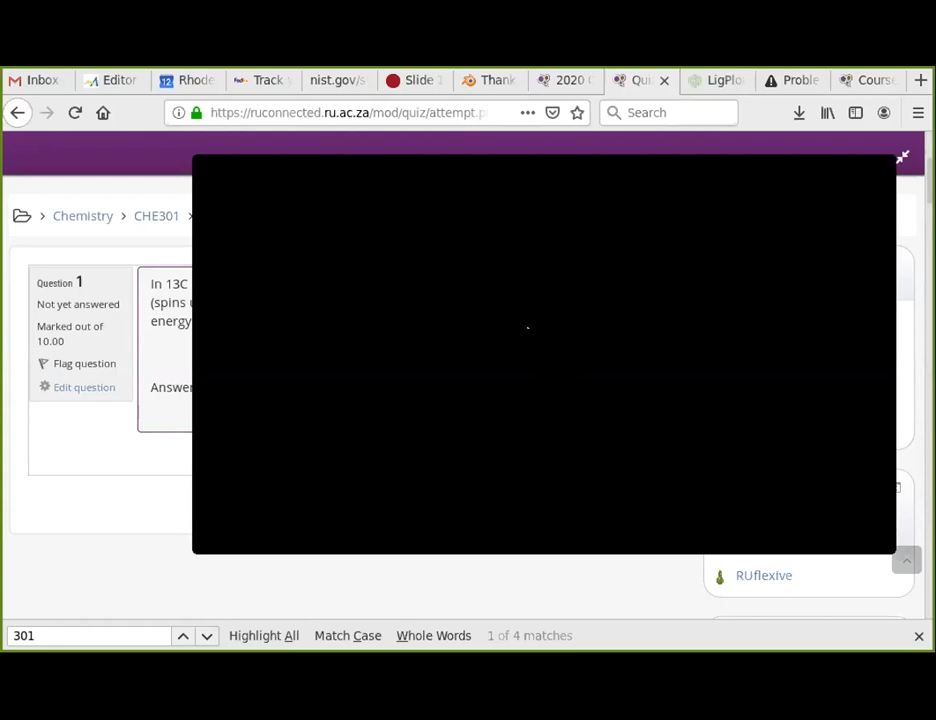 Inbox Editor Rhode Track nist.gov/s Slide 1 Thank 2020 Qui LigPlo Proble Course
https://ruconnected.ru.ac.za/mod/quiz/attempt.p Search
Chemistry CHE301
Question 1
Not yet answered
Marked out of
10.00
Flag question
Edit question
In 13C
(spins
energy
Answer
RUflexive
301 Highlight All Match Case Whole Words 1 of 4 matches